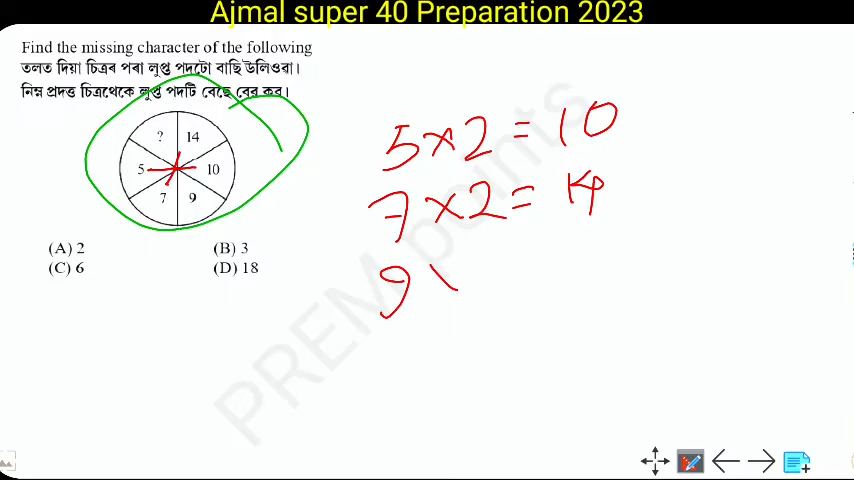 Ajmal super 40 Preparation 2023
Find the missing character of the following
তলত দিয়া চিত্ৰৰ পৰা লুপ্ত পদটো বাছি উলিওৱা।
নিম্ন প্রদত্ত চিত্রথেকে লুপ্ত পদটি বেছে বের কর।
? 14
5 10
7 9
(A) 2 (B) 3
(C) 6 (D) 18
5 × 2 = 10
7 × 2 = 14
9
PREM points